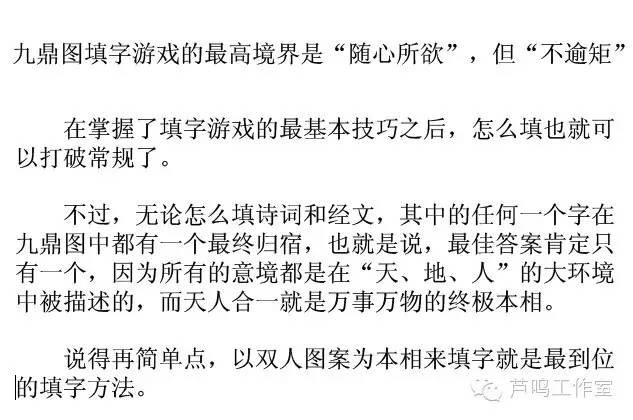 九鼎图填字游戏的最高境界是“随心所欲”，但“不逾矩”
在掌握了填字游戏的最基本技巧之后，怎么填也就可
以打破常规了。
不过，无论怎么填诗词和经文，其中的任何一个字在
九鼎图中都有一个最终归宿，也就是说，最佳答案肯定只
有一个，因为所有的意境都是在“天、地、人”的大环境
中被描述的，而天人合一就是万事万物的终极本相。
说得再简单点，以双人图案为本相来填字就是最到位
的填字方法。
芦鸣工作室